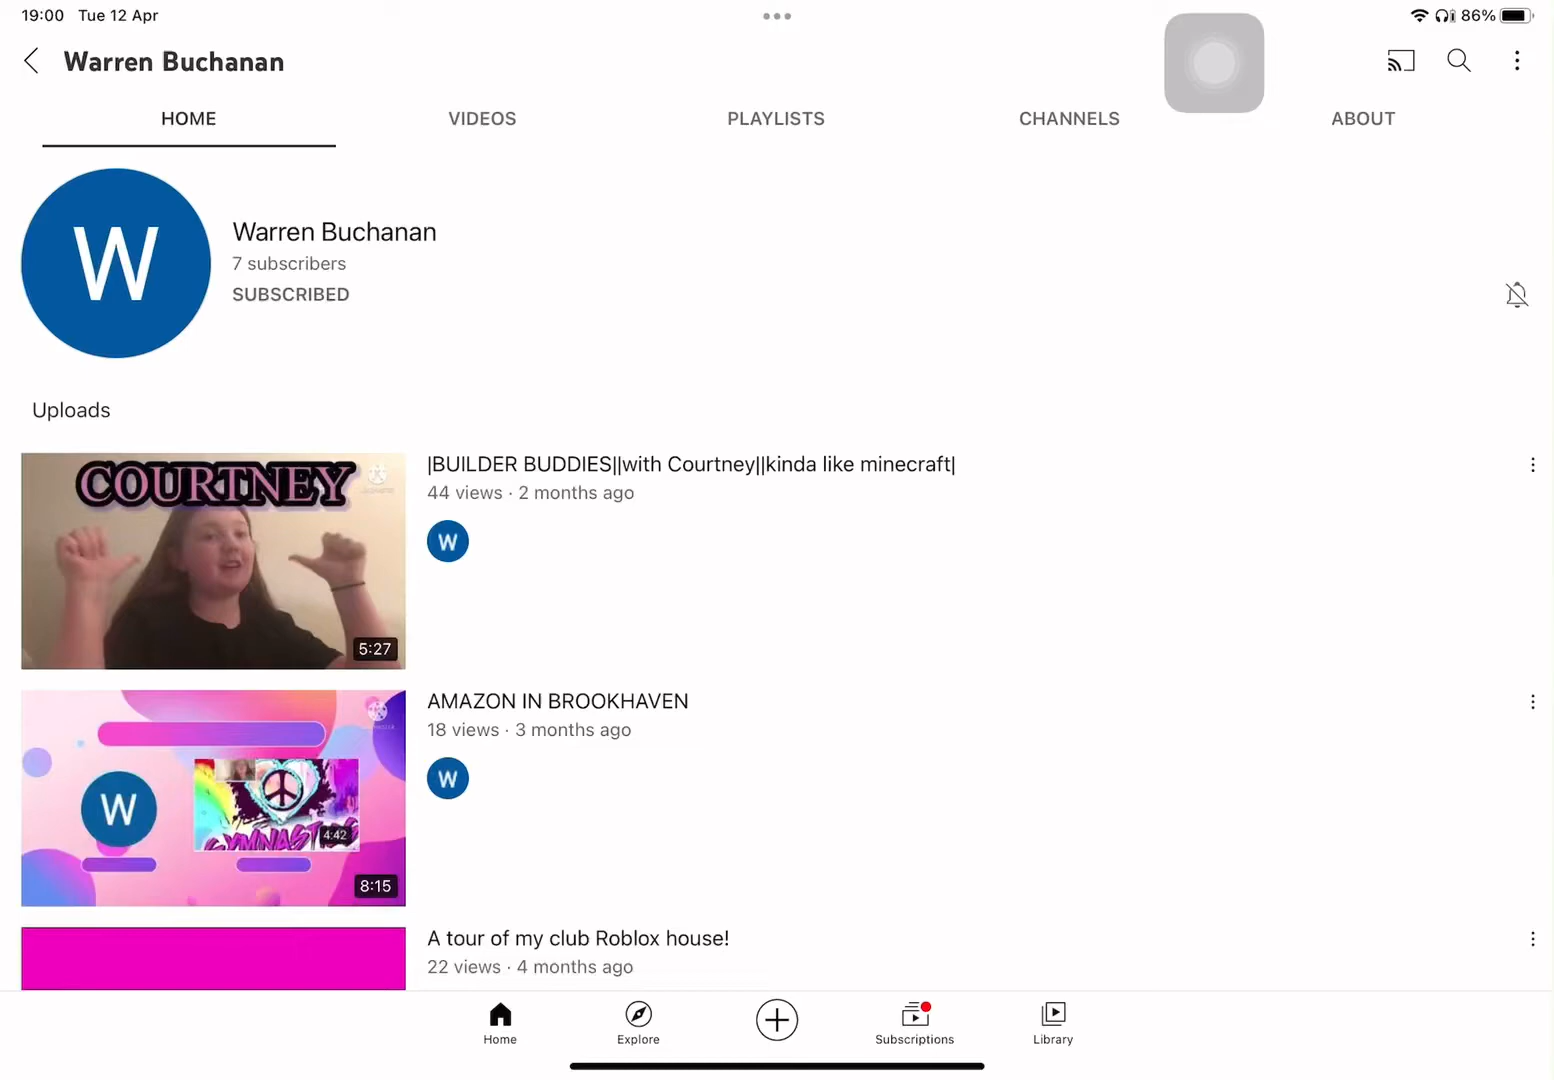 19:00 Tue 12 Apr
86%
Warren Buchanan
HOME VIDEOS PLAYLISTS CHANNELS ABOUT
W
Warren Buchanan
7 subscribers
SUBSCRIBED
Uploads
COURTNEY
5:27
|BUILDER BUDDIES||with Courtney||kinda like minecraft|
44 views · 2 months ago
W
W
GYMNASTICS
4:42
8:15
AMAZON IN BROOKHAVEN
18 views · 3 months ago
W
A tour of my club Roblox house!
22 views · 4 months ago
Home Explore Subscriptions Library